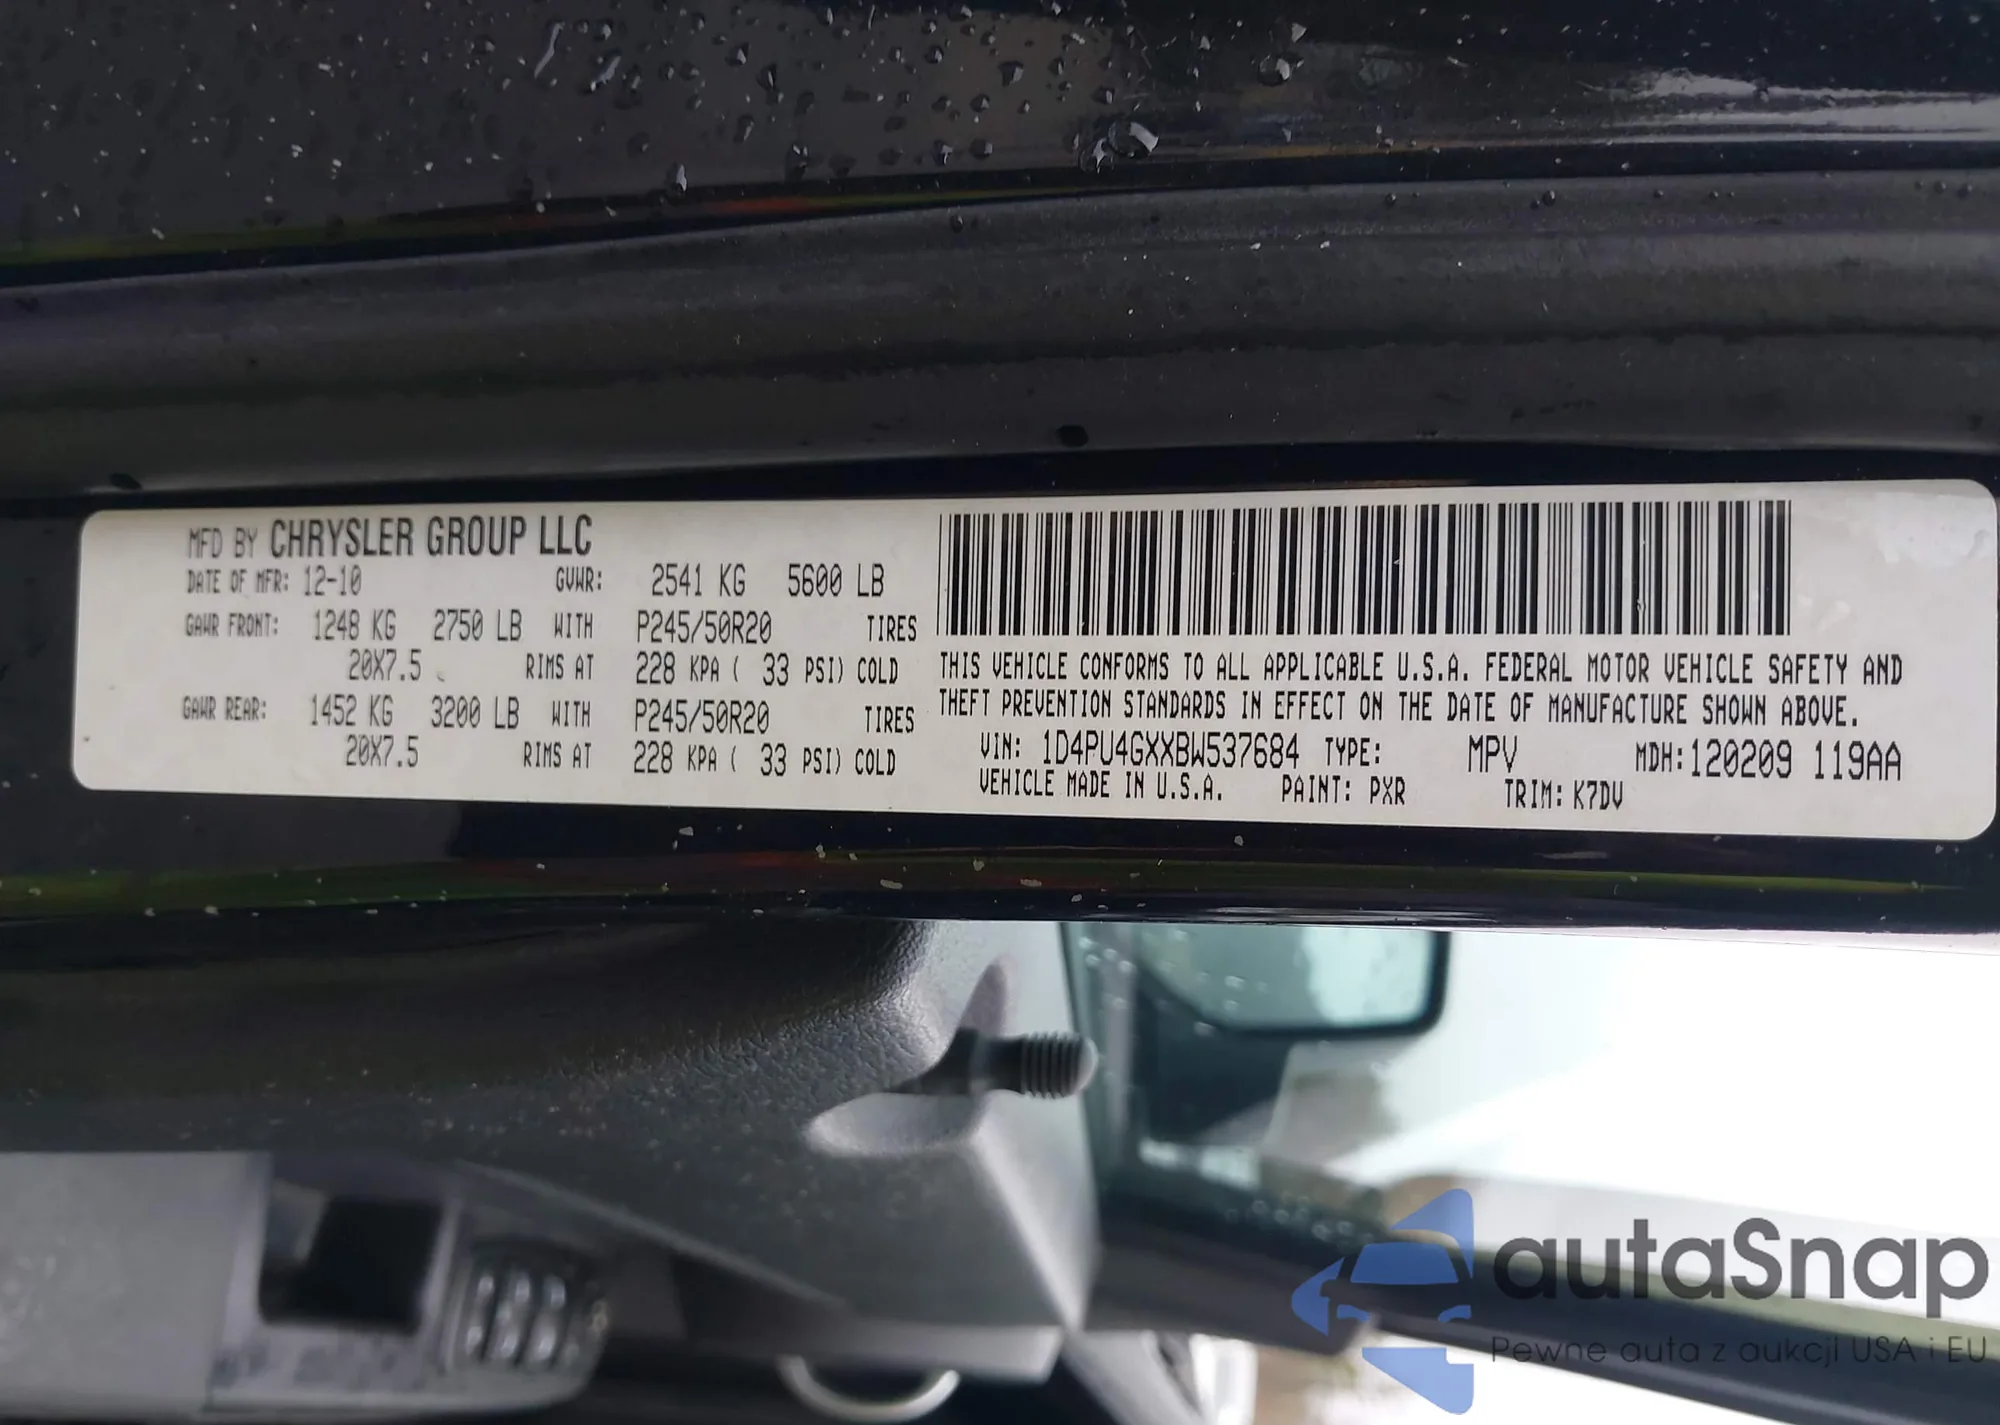 MFD BY CHRYSLER GROUP LLC
DATE OF MFR: 12-10 GVWR: 2541 KG 5600 LB
GAWR FRONT: 1248 KG 2750 LB WITH P245/50R20 TIRES
20X7.5 RIMS AT 228 KPA ( 33 PSI) COLD
GAWR REAR: 1452 KG 3200 LB WITH P245/50R20 TIRES
20X7.5 RIMS AT 228 KPA ( 33 PSI) COLD
THIS VEHICLE CONFORMS TO ALL APPLICABLE U.S.A. FEDERAL MOTOR VEHICLE SAFETY AND
THEFT PREVENTION STANDARDS IN EFFECT ON THE DATE OF MANUFACTURE SHOWN ABOVE.
VIN: 1D4PU4GXXBW537684 TYPE: MPV MDH:120209 119AA
VEHICLE MADE IN U.S.A. PAINT: PXR TRIM: K7DV
autaSnap
Pewne auta z aukcji USA i EU